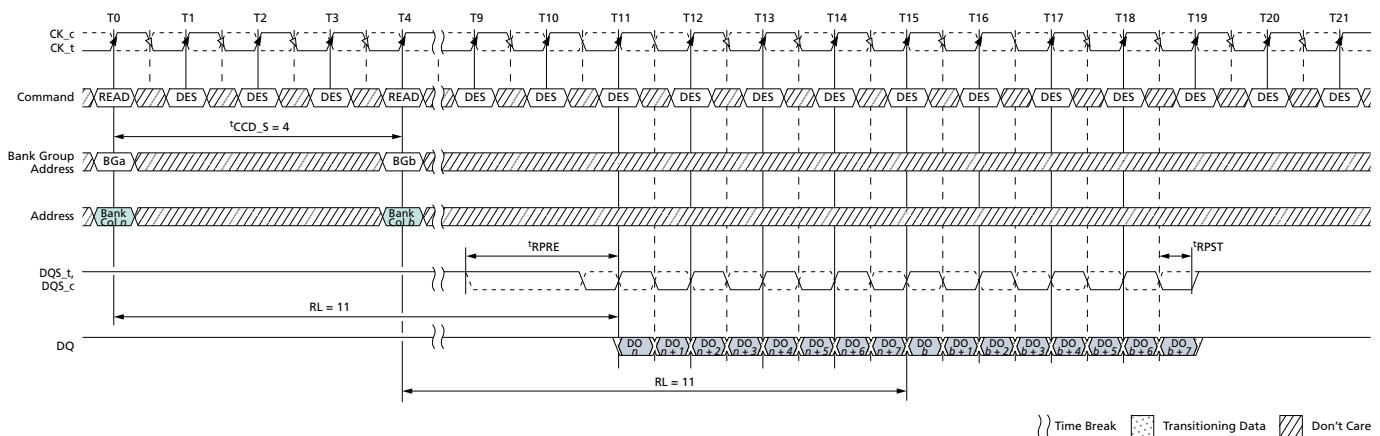 T0 T1 T2 T3 T4 T9 T10 T11 T12 T13 T14 T15 T16 T17 T18 T19 T20 T21
CK_c
CK_t
Command READ DES DES DES READ DES DES DES DES DES DES DES DES DES DES DES DES DES
tCCD_S = 4
Bank Group
Address BGa BGb
Address Bank
Col n Bank
Col b
tRPRE tRPST
DQS_t,
DQS_c
RL = 11
DQ DO
n DO
n + 1 DO
n + 2 DO
n + 3 DO
n + 4 DO
n + 5 DO
n + 6 DO
n + 7 DO
b DO
b + 1 DO
b + 2 DO
b + 3 DO
b + 4 DO
b + 5 DO
b + 6 DO
b + 7
RL = 11
Time Break Transitioning Data Don't Care